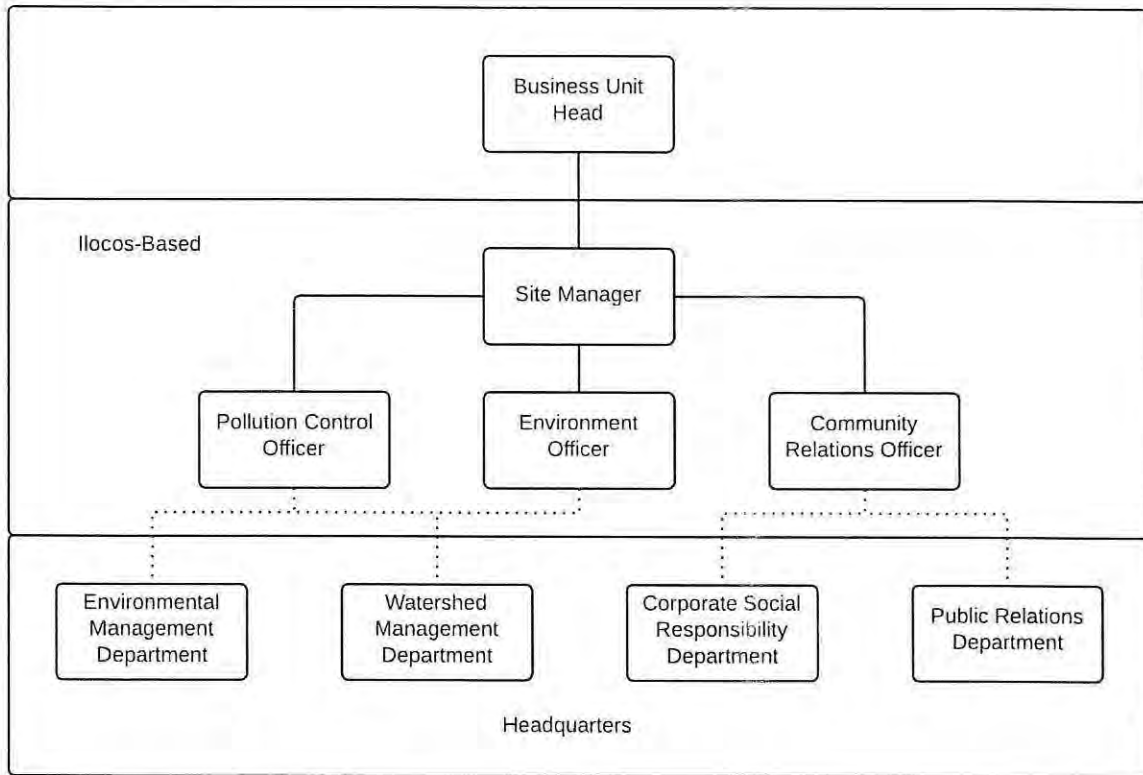 Business Unit
Head
Ilocos-Based
Site Manager
Pollution Control
Officer
Environment
Officer
Community
Relations Officer
Environmental
Management
Department
Watershed
Management
Department
Corporate Social
Responsibility
Department
Public Relations
Department
Headquarters